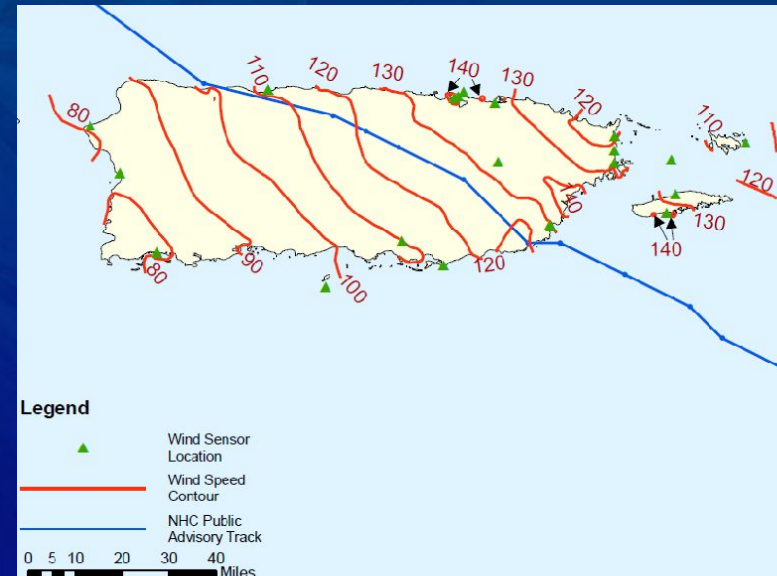 80
110
120
130
140
130
120
110
120
140
130
140
80
90
100
120
Legend
Wind Sensor
Location
Wind Speed
Contour
NHC Public
Advisory Track
0 5 10 20 30 40
Miles